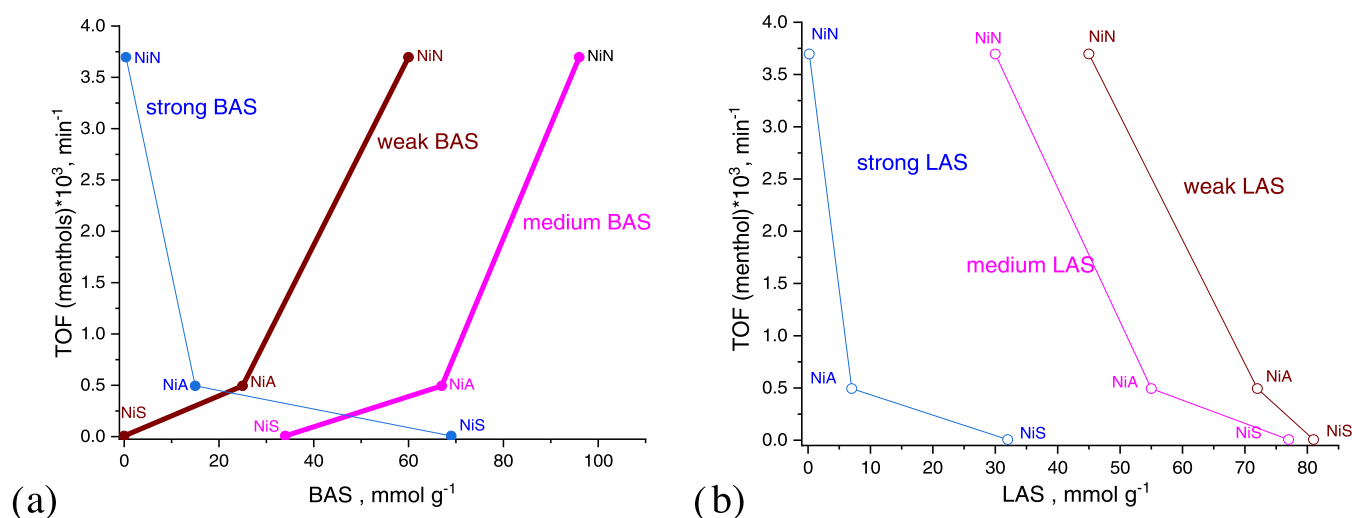 4.0
3.5
3.0
2.5
2.0
1.5
1.0
0.5
0.0
TOF (menthols)*10^3, min^-1
NiN
NiN
NiN
strong BAS
weak BAS
medium BAS
NiA
NiA
NiA
NiS
NiS
NiS
0 20 40 60 80 100
BAS , mmol g^-1
(a)
4.0
3.5
3.0
2.5
2.0
1.5
1.0
0.5
0.0
TOF (menthol)*10^3, min^-1
NiN
NiN
NiN
strong LAS
weak LAS
medium LAS
NiA
NiA
NiA
NiS
NiS
NiS
0 10 20 30 40 50 60 70 80
LAS , mmol g^-1
(b)